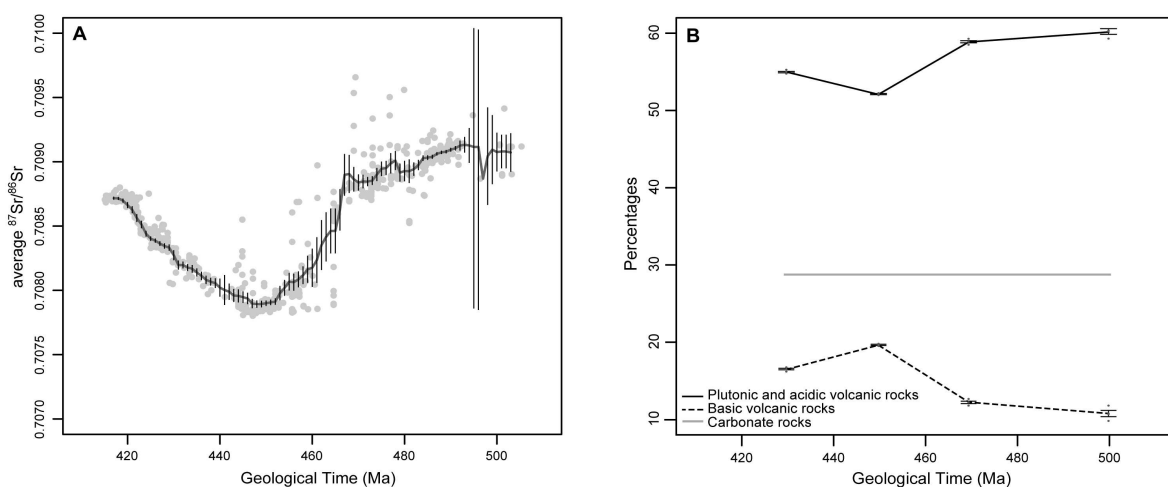 A
0.7100
0.7095
0.7090
0.7085
0.7080
0.7075
0.7070
average ⁸⁷Sr/⁸⁶Sr
420 440 460 480 500
Geological Time (Ma)
B
60
50
40
30
20
10
Percentages
Plutonic and acidic volcanic rocks
Basic volcanic rocks
Carbonate rocks
420 440 460 480 500
Geological Time (Ma)